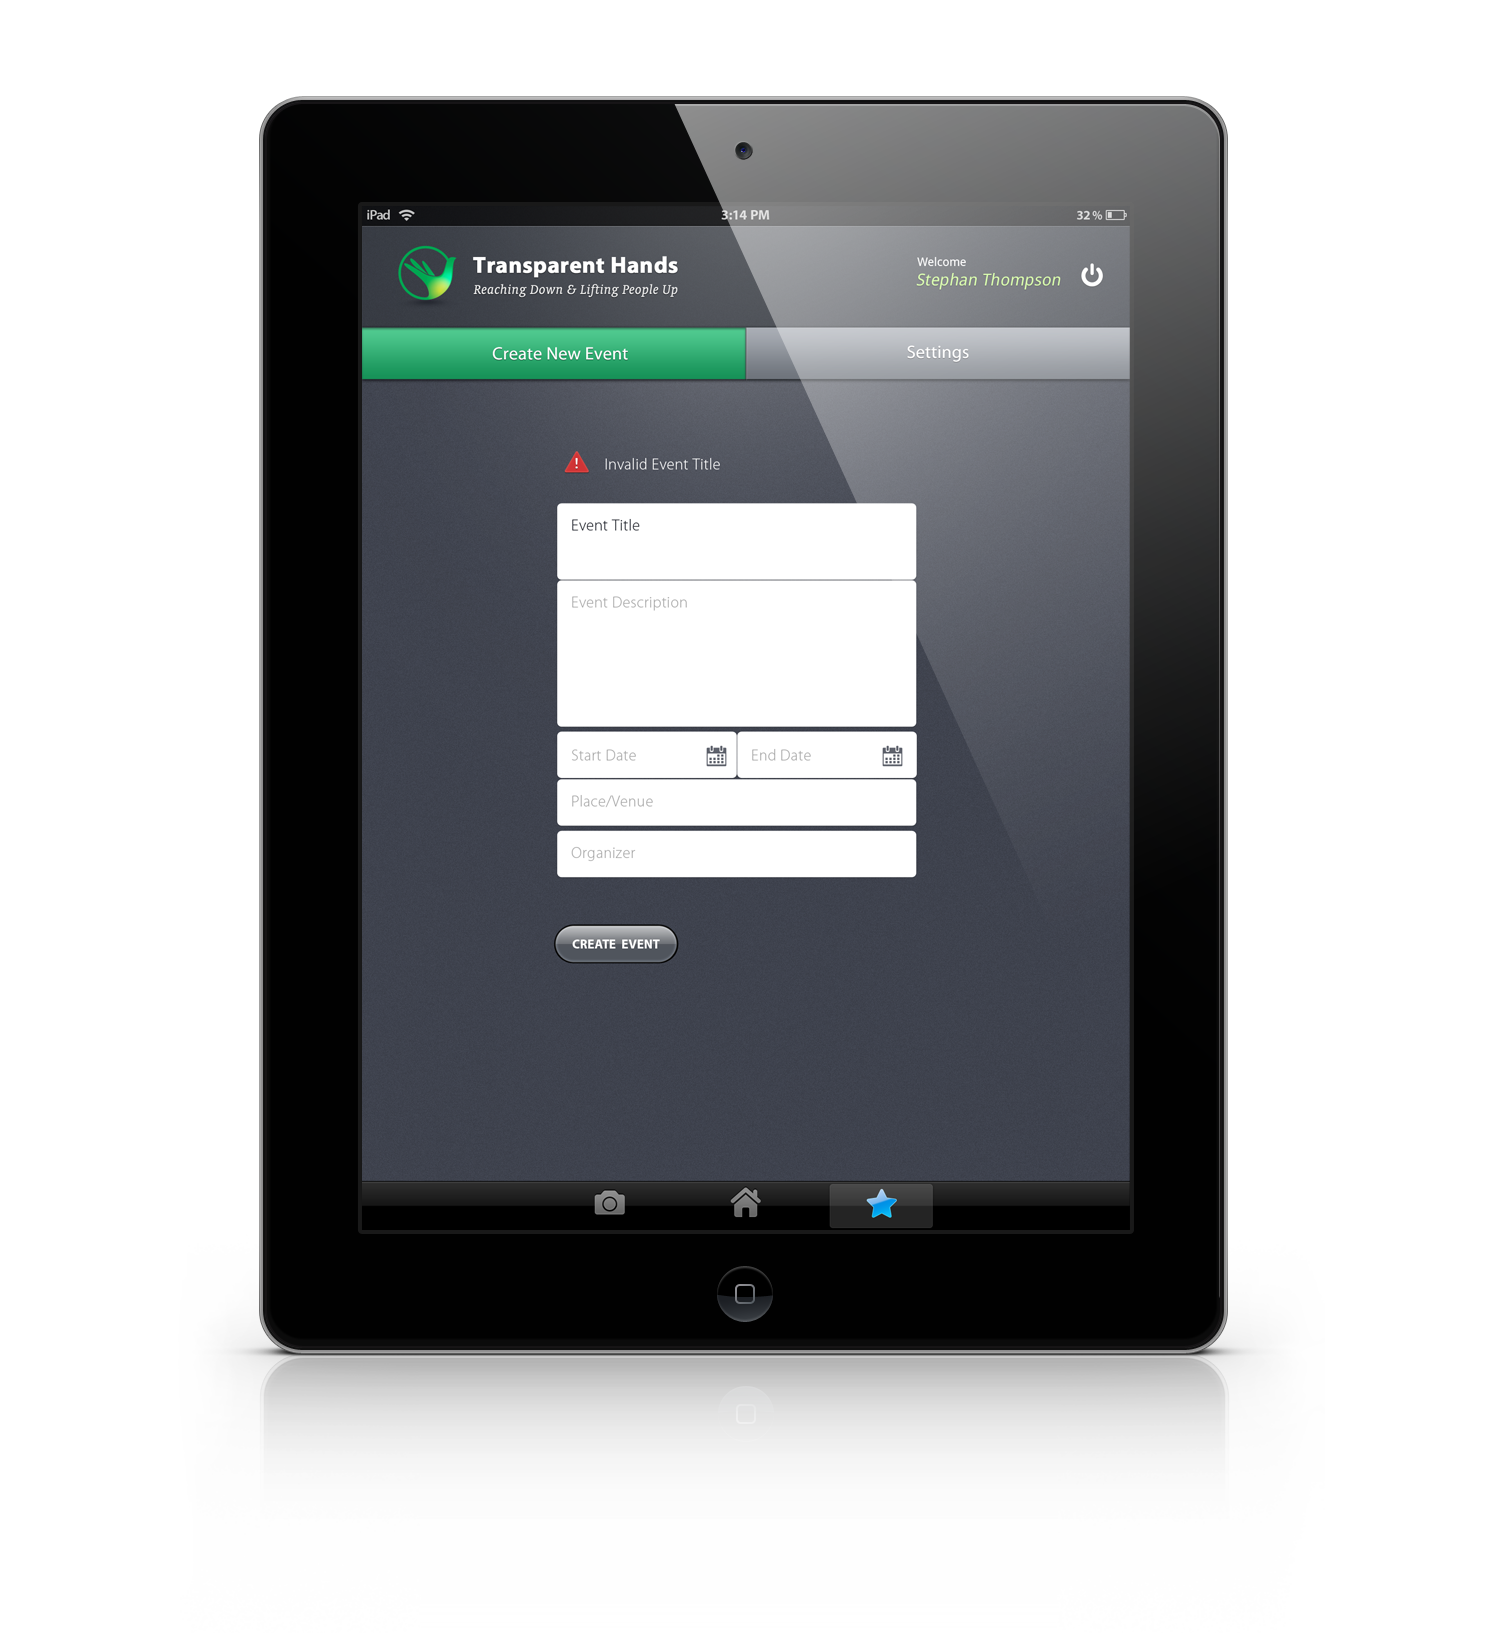 iPad 3:14 PM 32 %
Transparent Hands
Reaching Down & Lifting People Up
Welcome
Stephan Thompson
Create New Event Settings
! Invalid Event Title
Event Title
Event Description
Start Date End Date
Place/Venue
Organizer
CREATE EVENT